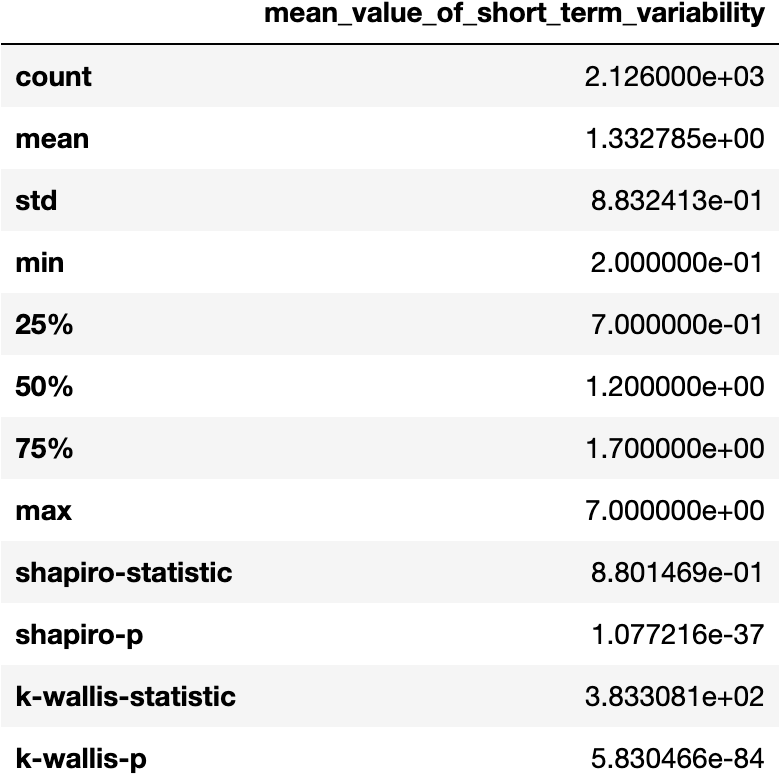 mean_value_of_short_term_variability
count 2.126000e+03
mean 1.332785e+00
std 8.832413e-01
min 2.000000e-01
25% 7.000000e-01
50% 1.200000e+00
75% 1.700000e+00
max 7.000000e+00
shapiro-statistic 8.801469e-01
shapiro-p 1.077216e-37
k-wallis-statistic 3.833081e+02
k-wallis-p 5.830466e-84